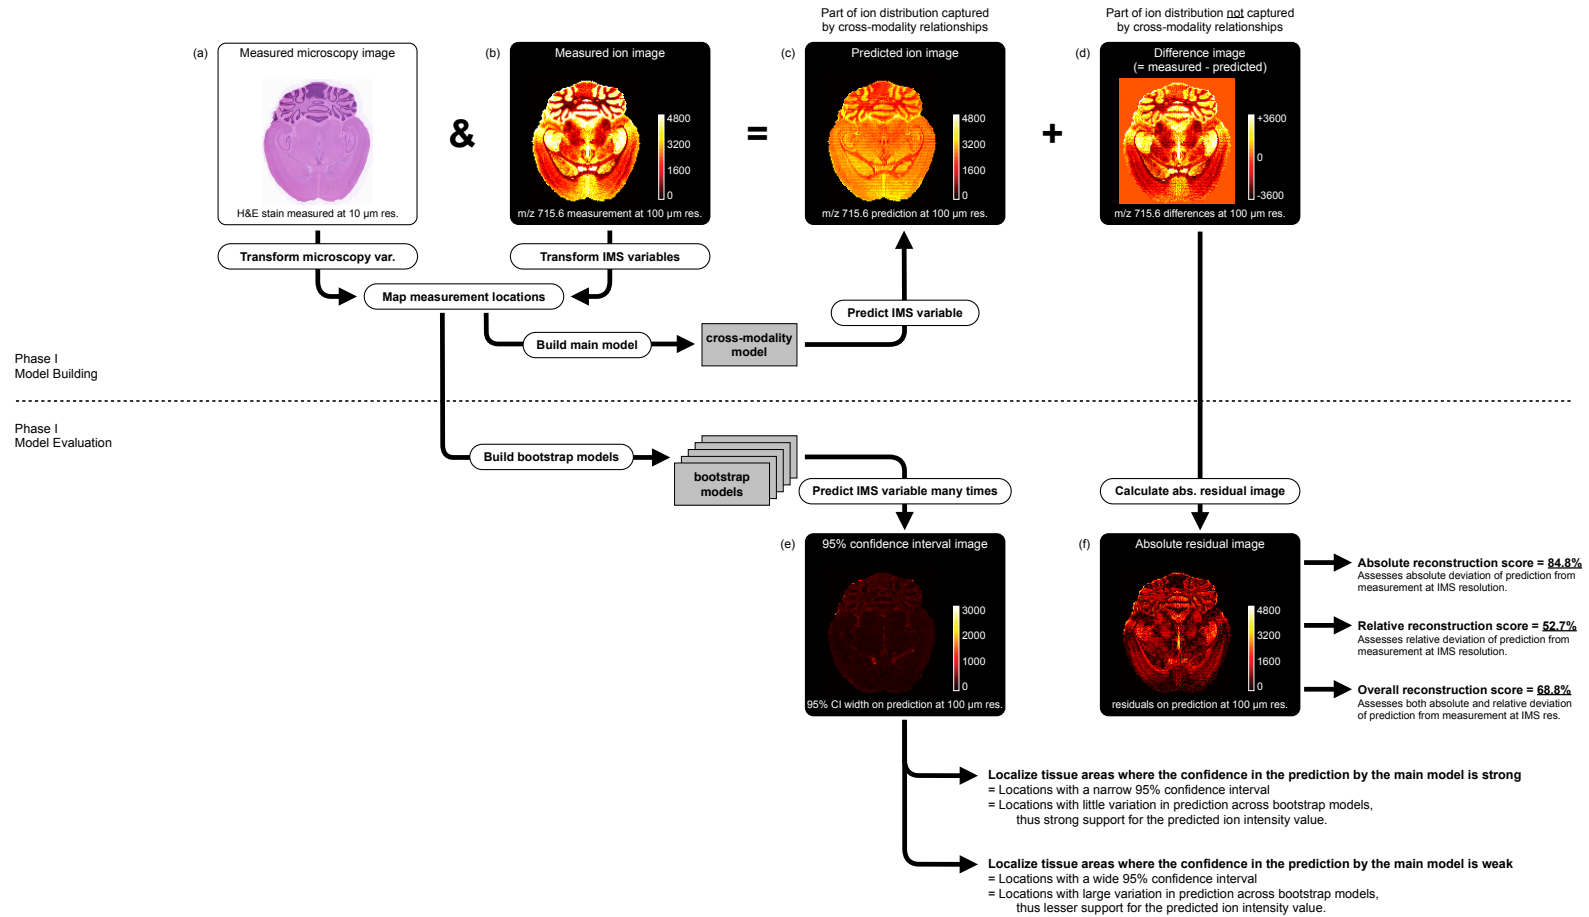 Part of ion distribution captured
by cross-modality relationships
Part of ion distribution not captured
by cross-modality relationships
(a)
Measured microscopy image
H&E stain measured at 10 µm res.
&
(b)
Measured ion image
4800
3200
1600
0
m/z 715.6 measurement at 100 µm res.
=
(c)
Predicted ion image
4800
3200
1600
0
m/z 715.6 prediction at 100 µm res.
+
(d)
Difference image
(= measured - predicted)
+3600
0
-3600
m/z 715.6 differences at 100 µm res.
Transform microscopy var.
Transform IMS variables
Map measurement locations
Build main model
cross-modality
model
Predict IMS variable
Phase I
Model Building
Phase I
Model Evaluation
Build bootstrap models
bootstrap
models
Predict IMS variable many times
Calculate abs. residual image
(e)
95% confidence interval image
3000
2000
1000
0
95% CI width on prediction at 100 µm res.
(f)
Absolute residual image
4800
3200
1600
0
residuals on prediction at 100 µm res.
Absolute reconstruction score = 84.8%
Assesses absolute deviation of prediction from
measurement at IMS resolution.
Relative reconstruction score = 52.7%
Assesses relative deviation of prediction from
measurement at IMS resolution.
Overall reconstruction score = 68.8%
Assesses both absolute and relative deviation
of prediction from measurement at IMS res.
Localize tissue areas where the confidence in the prediction by the main model is strong
= Locations with a narrow 95% confidence interval
= Locations with little variation in prediction across bootstrap models,
thus strong support for the predicted ion intensity value.
Localize tissue areas where the confidence in the prediction by the main model is weak
= Locations with a wide 95% confidence interval
= Locations with large variation in prediction across bootstrap models,
thus lesser support for the predicted ion intensity value.